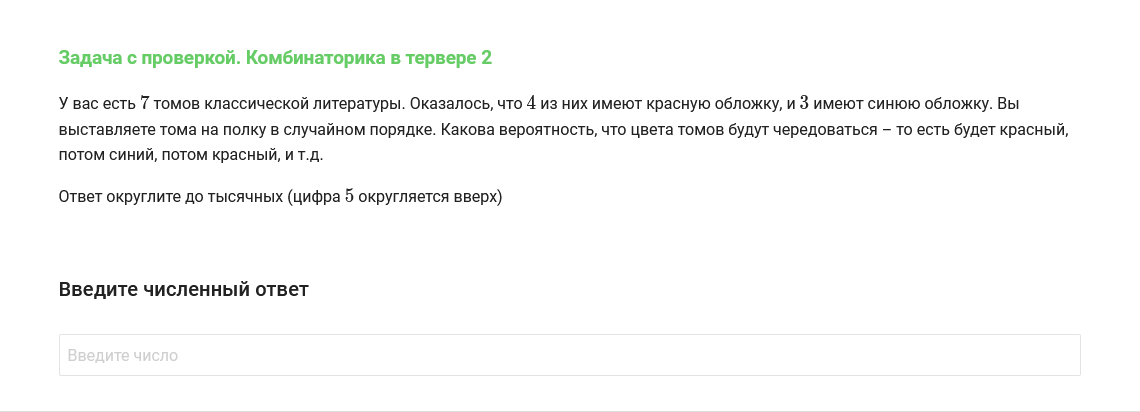 Задача с проверкой. Комбинаторика в тервере 2
У вас есть 7 томов классической литературы. Оказалось, что 4 из них имеют красную обложку, и 3 имеют синюю обложку. Вы
выставляете тома на полку в случайном порядке. Какова вероятность, что цвета томов будут чередоваться – то есть будет красный,
потом синий, потом красный, и т.д.
Ответ округлите до тысячных (цифра 5 округляется вверх)
Введите численный ответ
Введите число